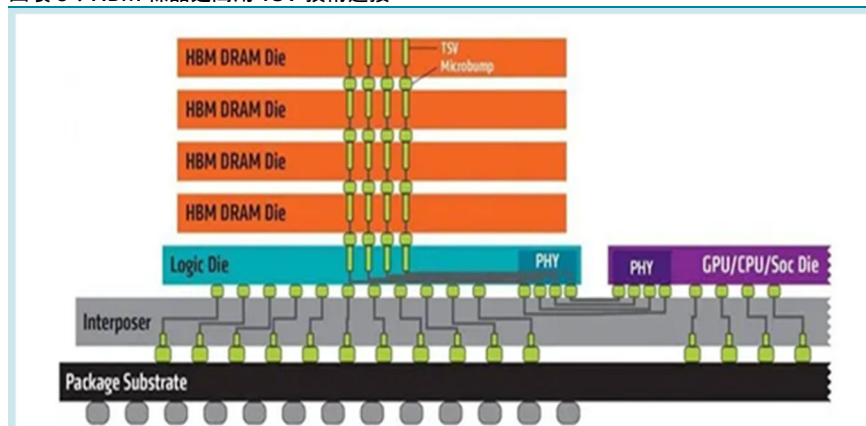 TSV
Microbump
HBM DRAM Die
HBM DRAM Die
HBM DRAM Die
HBM DRAM Die
Logic Die
PHY
PHY
GPU/CPU/Soc Die
Interposer
Package Substrate